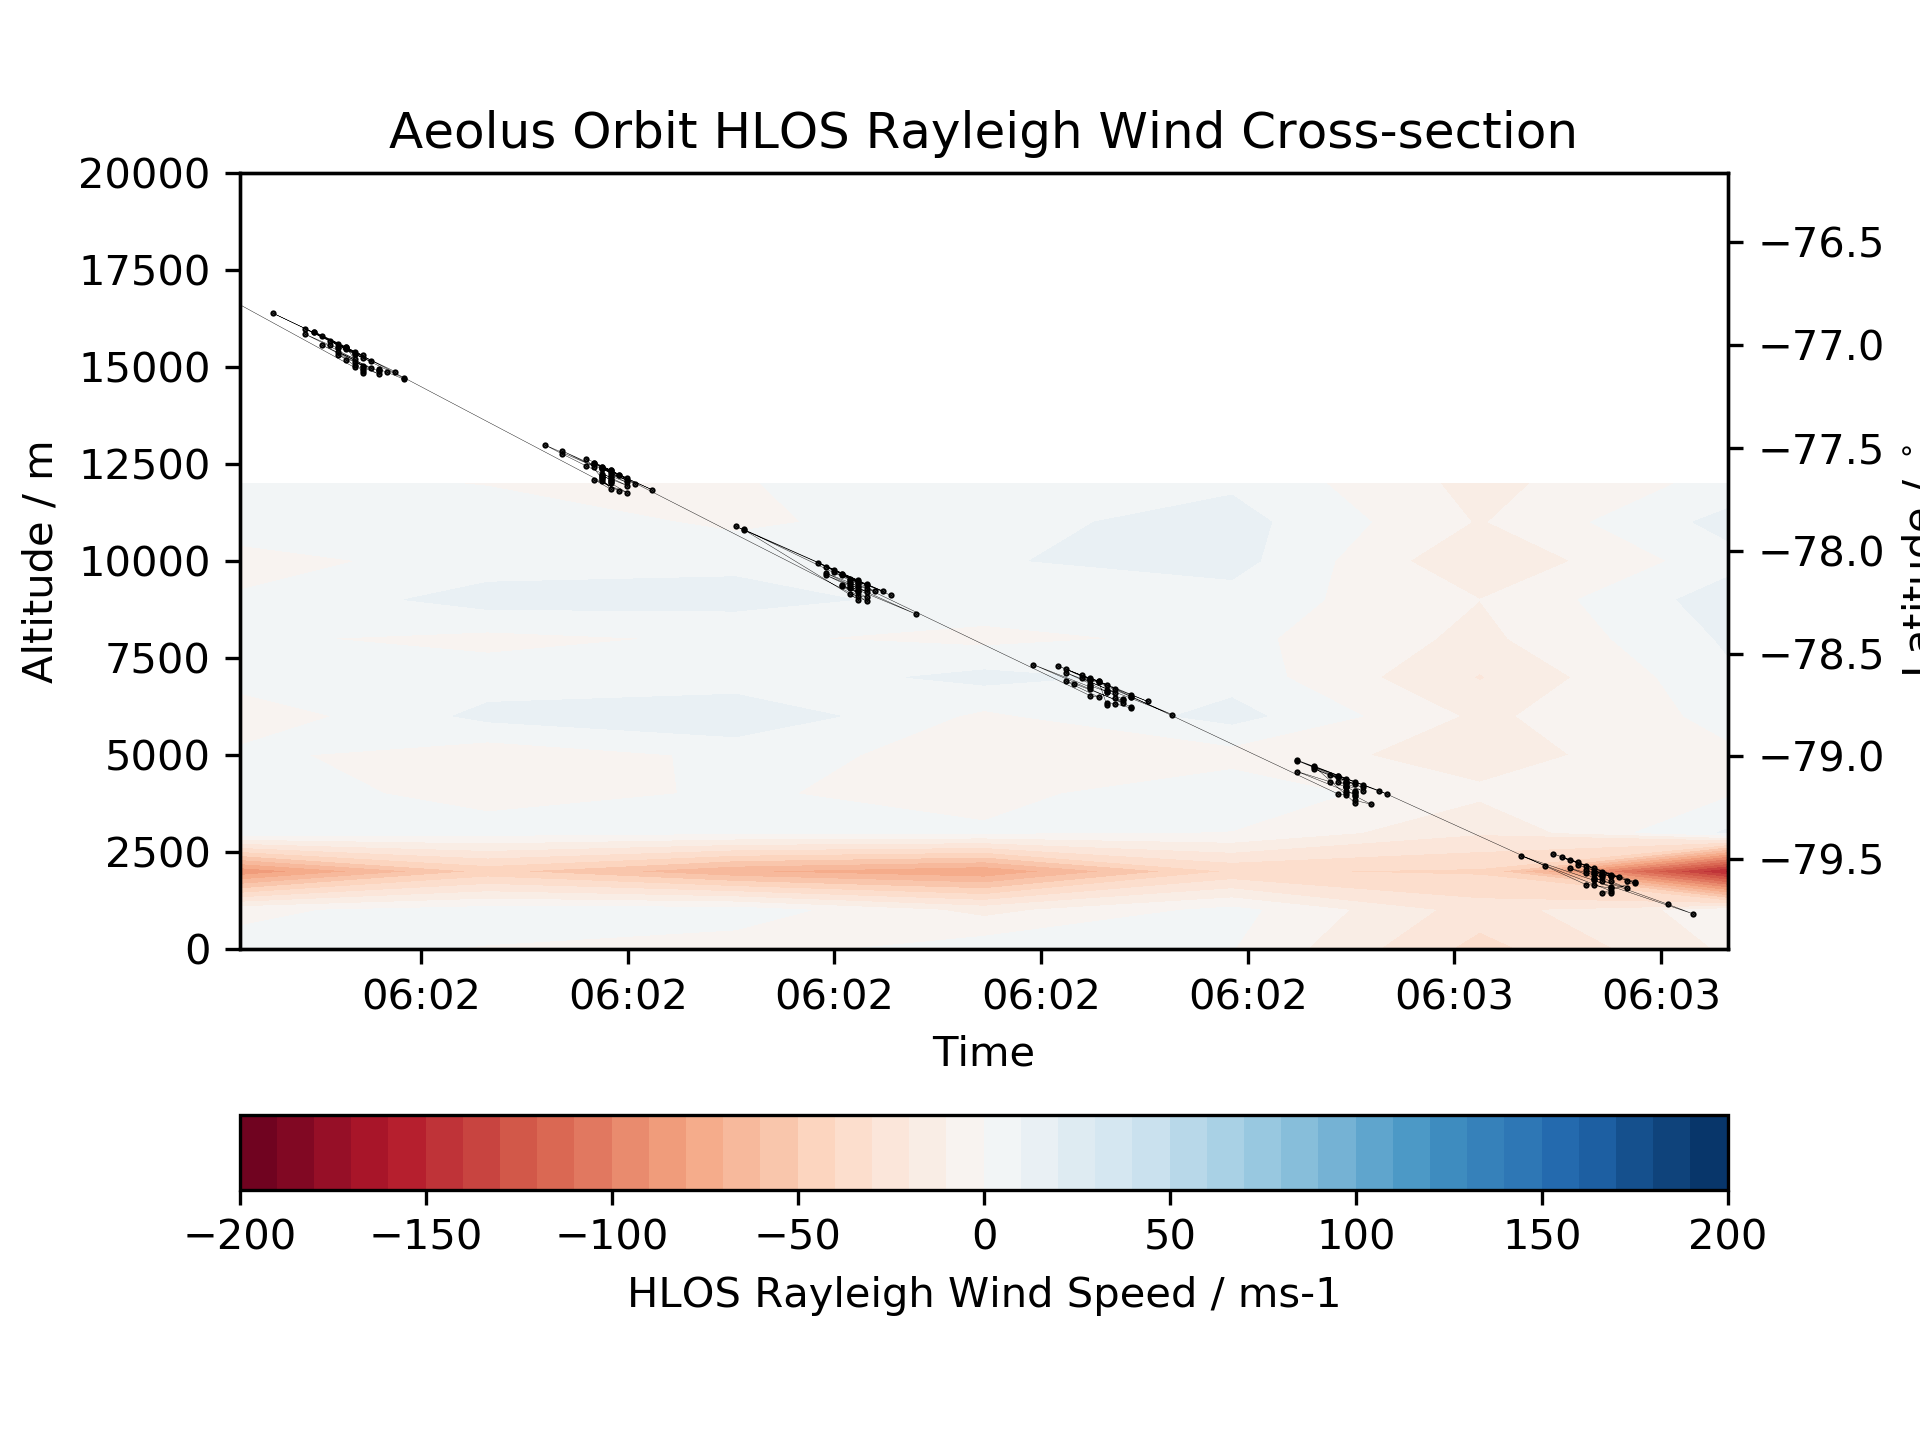 Aeolus Orbit HLOS Rayleigh Wind Cross-section
20000
17500
15000
12500
10000
7500
5000
2500
0
Altitude / m
−76.5
−77.0
−77.5
−78.0
−78.5
−79.0
−79.5
Latitude / °
06:02 06:02 06:02 06:02 06:02 06:03 06:03
Time
−200 −150 −100 −50 0 50 100 150 200
HLOS Rayleigh Wind Speed / ms-1